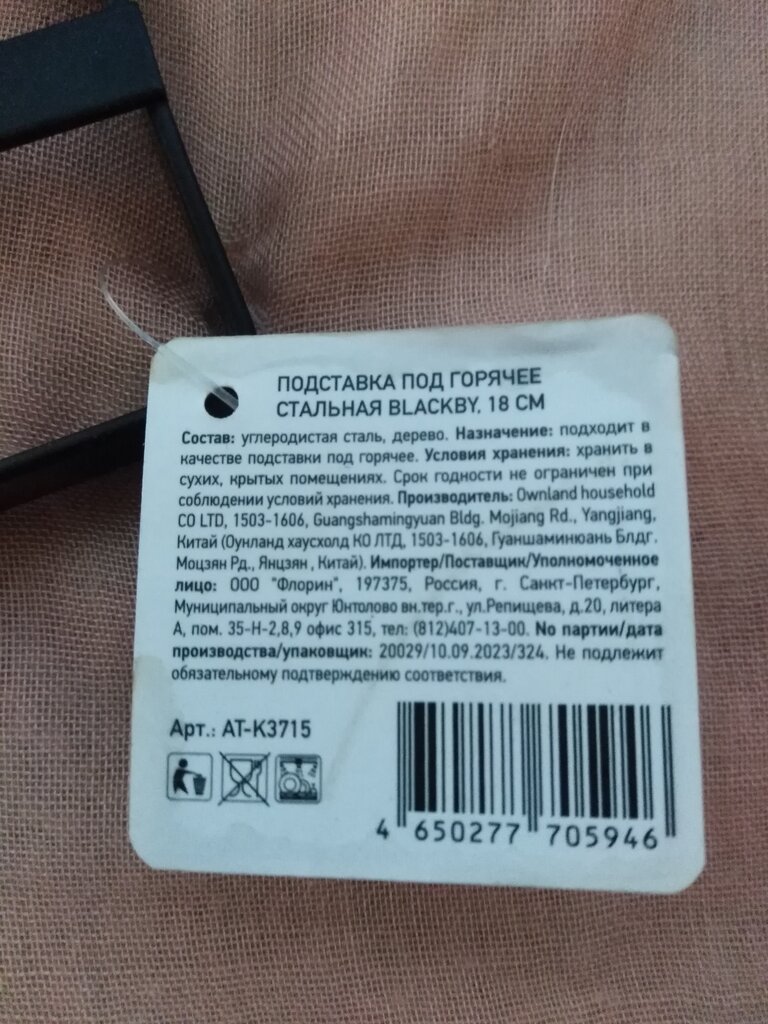 ПОДСТАВКА ПОД ГОРЯЧЕЕ
СТАЛЬНАЯ BLACKBY, 18 СМ
Состав: углеродистая сталь, дерево. Назначение: подходит в
качестве подставки под горячее. Условия хранения: хранить в
сухих, крытых помещениях. Срок годности не ограничен при
соблюдении условий хранения. Производитель: Ownland household
CO LTD, 1503-1606, Guangshamingyuan Bldg. Mojiang Rd., Yangjiang,
Китай (Оунланд хаусхолд КО ЛТД, 1503-1606, Гуаншаминюань Блдг.
Моцзян Рд., Янцзян , Китай). Импортер/Поставщик/Уполномоченное
лицо: ООО "Флорин", 197375, Россия, г. Санкт-Петербург,
Муниципальный округ Юнтолово вн.тер.г., ул.Репищева, д.20, литера
А, пом. 35-Н-2,8,9 офис 315, тел: (812)407-13-00. No партии/дата
производства/упаковщик: 20029/10.09.2023/324. Не подлежит
обязательному подтверждению соответствия.
Арт.: AT-K3715
4 650277 705946